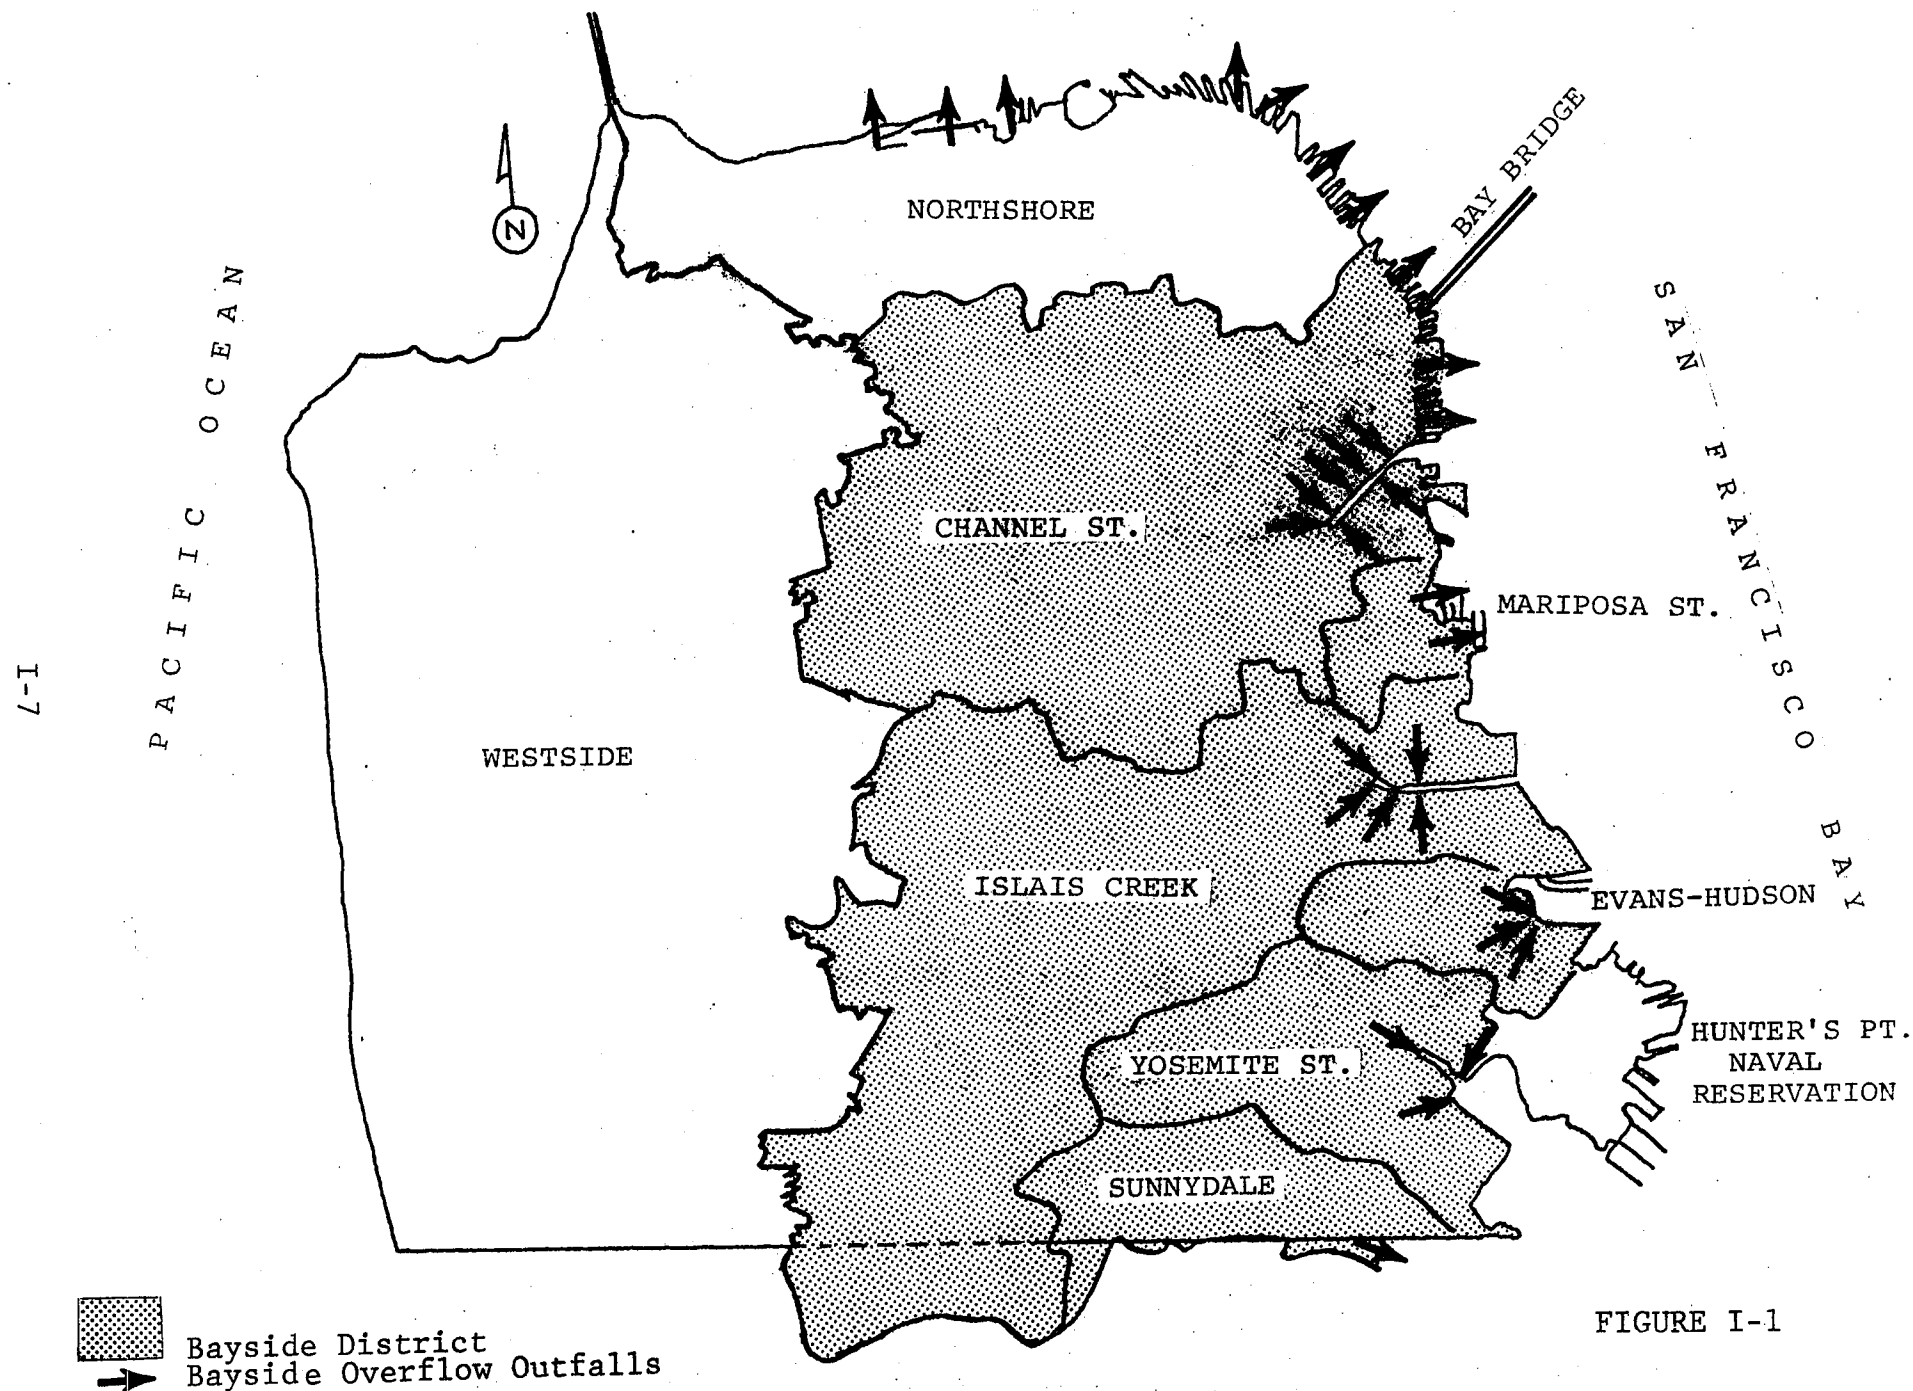 BAY BRIDGE
NORTHSHORE
N
PACIFIC OCEAN
SAN FRANCISCO BAY
CHANNEL ST.
MARIPOSA ST.
I-7
WESTSIDE
ISLAIS CREEK
EVANS-HUDSON
HUNTER'S PT.
NAVAL
RESERVATION
YOSEMITE ST.
SUNNYDALE
FIGURE I-1
Bayside District
Bayside Overflow Outfalls